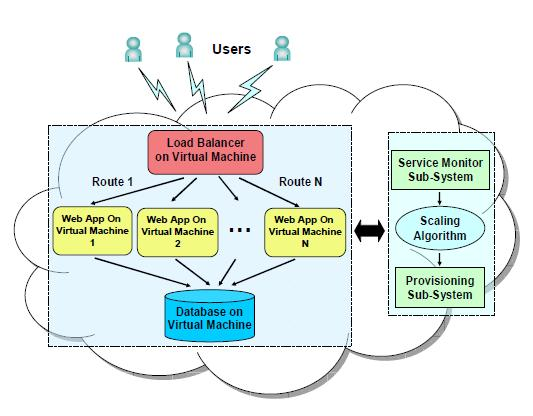 Users
Load Balancer
on Virtual Machine
Route 1
Route N
Web App On
Virtual Machine
1
Web App On
Virtual Machine
2
...
Web App On
Virtual Machine
N
Database on
Virtual Machine
Service Monitor
Sub-System
Scaling
Algorithm
Provisioning
Sub-System